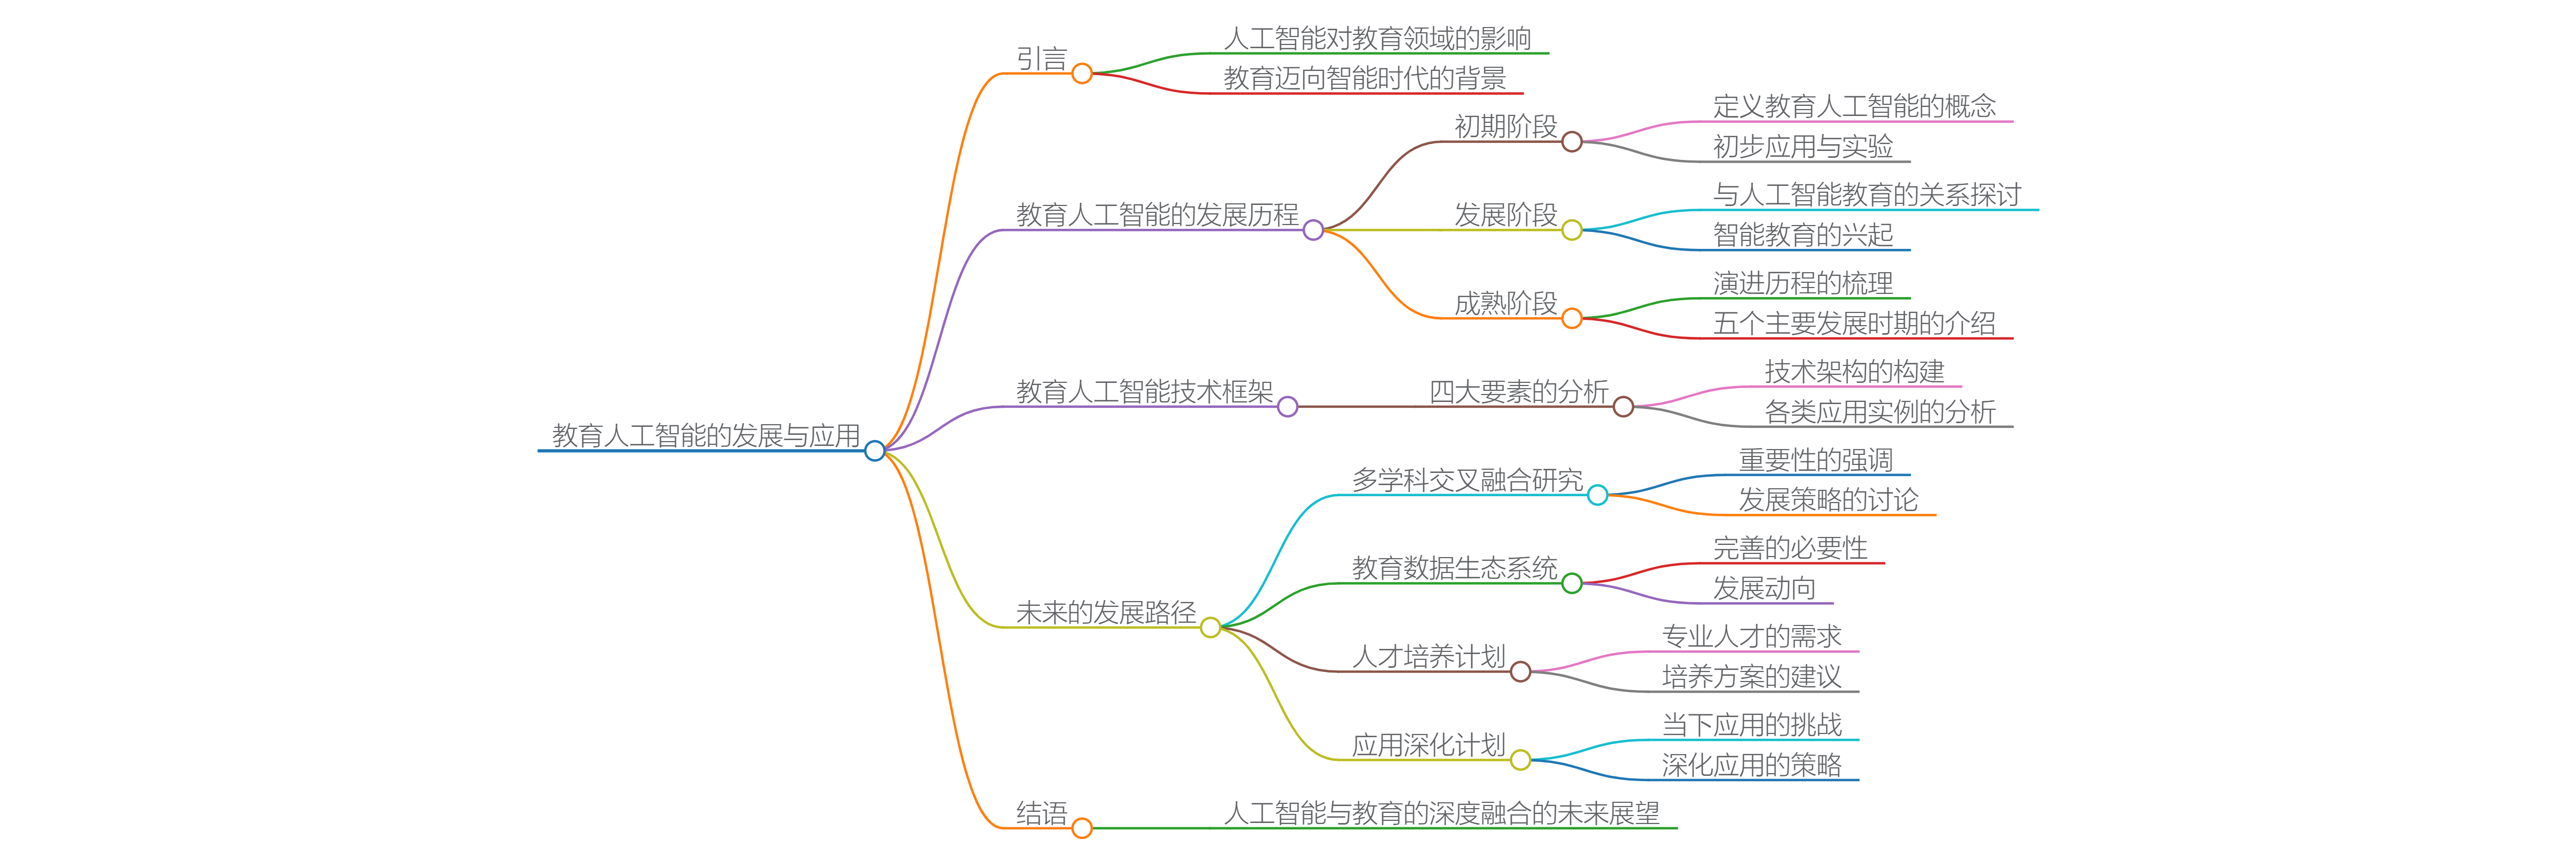 教育人工智能的发展与应用
引言
人工智能对教育领域的影响
教育迈向智能时代的背景
教育人工智能的发展历程
初期阶段
定义教育人工智能的概念
初步应用与实验
发展阶段
与人工智能教育的关系探讨
智能教育的兴起
成熟阶段
演进历程的梳理
五个主要发展时期的介绍
教育人工智能技术框架
四大要素的分析
技术架构的构建
各类应用实例的分析
未来的发展路径
多学科交叉融合研究
重要性的强调
发展策略的讨论
教育数据生态系统
完善的必要性
发展动向
人才培养计划
专业人才的需求
培养方案的建议
应用深化计划
当下应用的挑战
深化应用的策略
结语
人工智能与教育的深度融合的未来展望